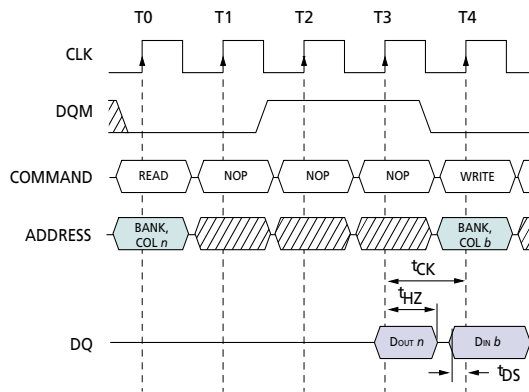 T0 T1 T2 T3 T4
CLK
DQM
COMMAND READ NOP NOP NOP WRITE
ADDRESS BANK, COL n BANK, COL b
tCK
tHZ
DQ DOUT n DIN b
tDS